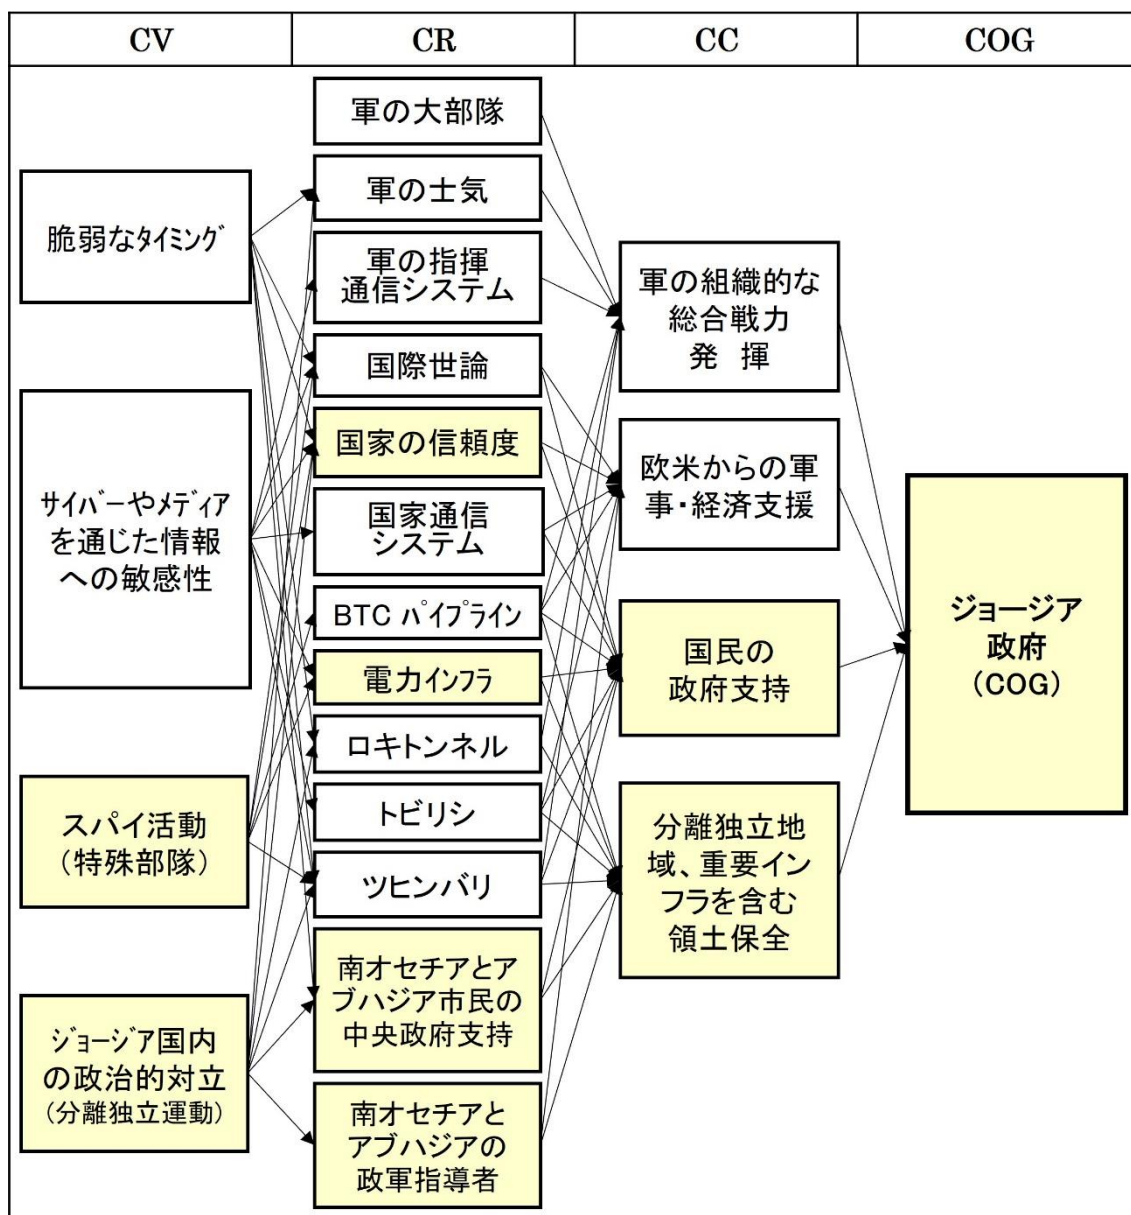 CV
CR
CC
COG
脆弱なﾀｲﾐﾝｸﾞ
ｻｲﾊﾞｰやﾒﾃﾞｨｱ
を通じた情報
への敏感性
スパイ活動
（特殊部隊）
ｼﾞｮｰｼﾞｱ国内
の政治的対立
（分離独立運動）
軍の大部隊
軍の士気
軍の指揮
通信システム
国際世論
国家の信頼度
国家通信
システム
BTC ﾊﾟｲﾌﾟﾗｲﾝ
電力ｲﾝﾌﾗ
ロキトンネル
トビリシ
ツヒンバリ
南オセチアとア
ブハジア市民の
中央政府支持
南オセチアと
アブハジアの
政軍指導者
軍の組織的な
総合戦力
発　揮
欧米からの軍
事・経済支援
国民の
政府支持
分離独立地
域、重要イン
フラを含む
領土保全
ジョージア
政府
（COG）